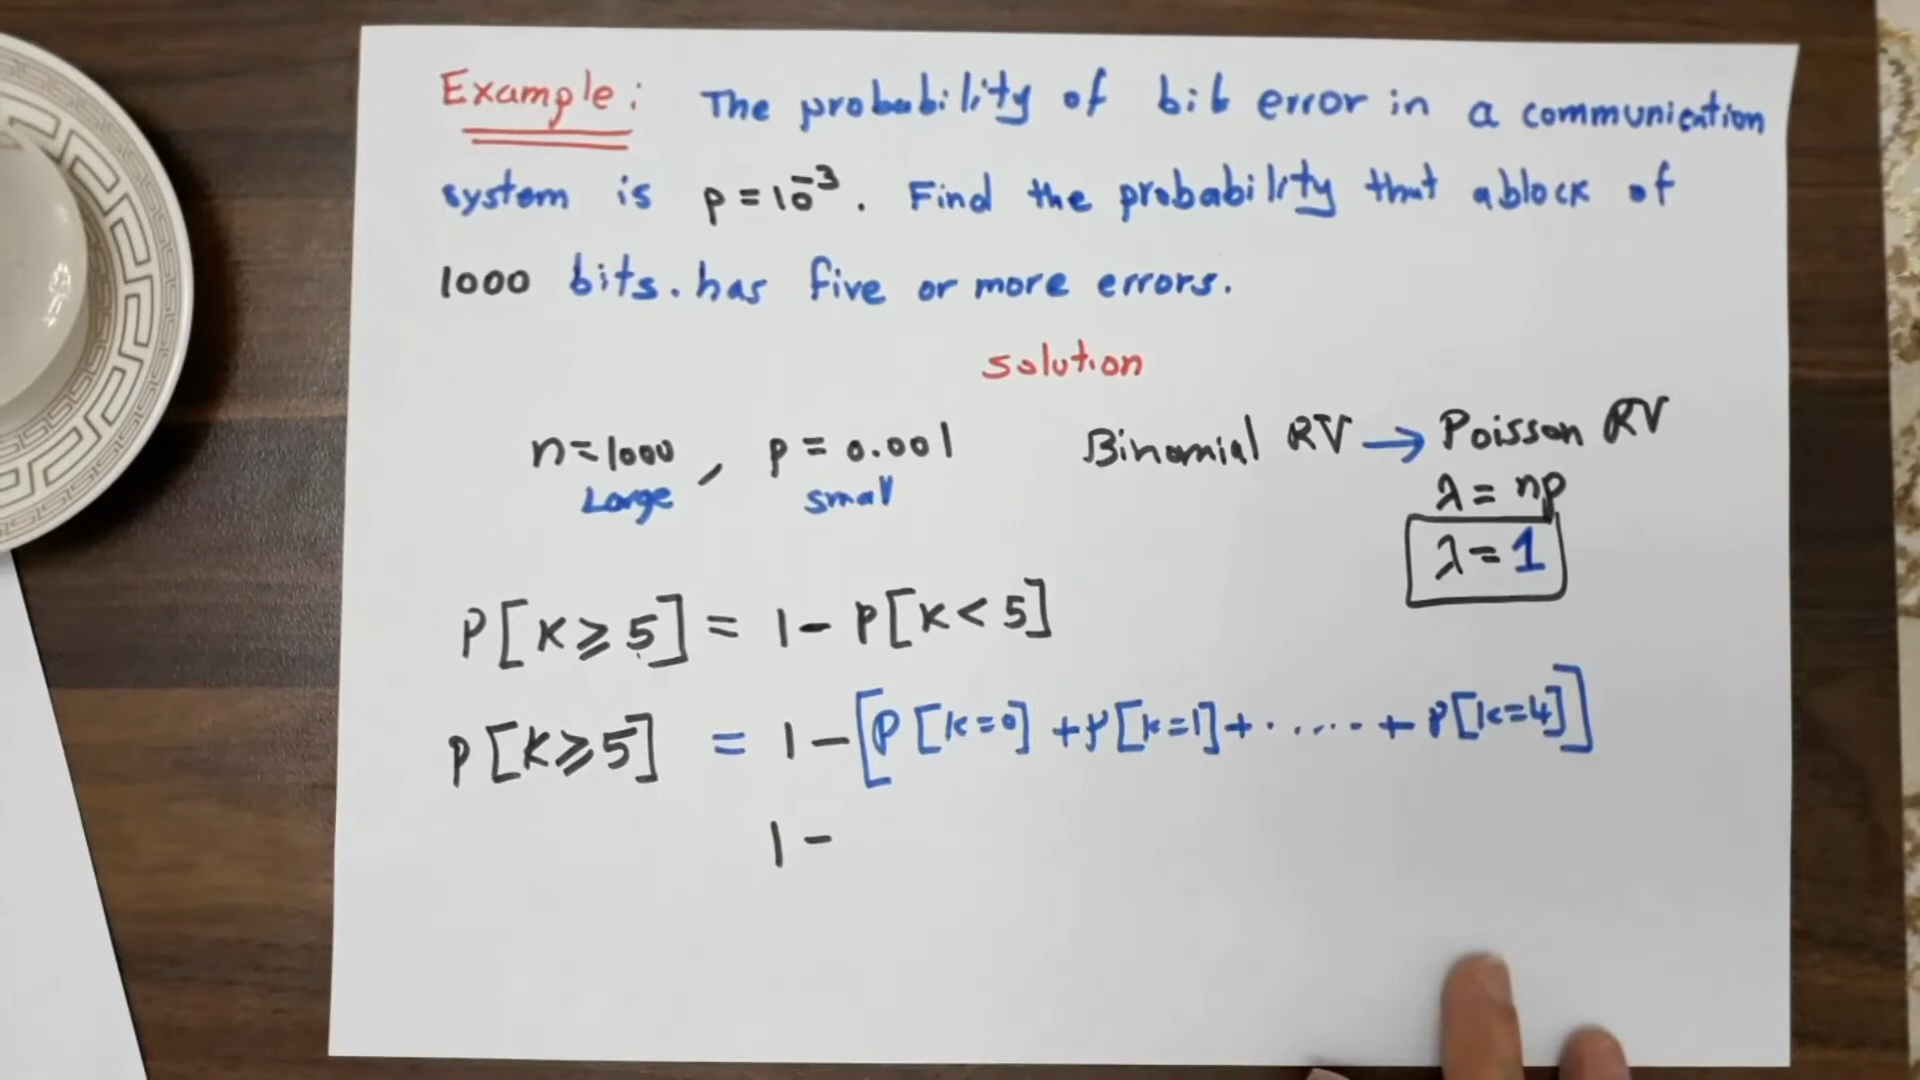 Example: The probability of bit error in a communication
system is p = 10⁻³. Find the probability that a block of
1000 bits. has five or more errors.
solution
n = 1000 , p = 0.001 Binomial RV → Poisson RV
Large small λ = np
λ = 1
P[K ≥ 5] = 1 - P[K < 5]
P[K ≥ 5] = 1 - [P[k=0] + P[k=1] + ..... + P[k=4]]
1 -